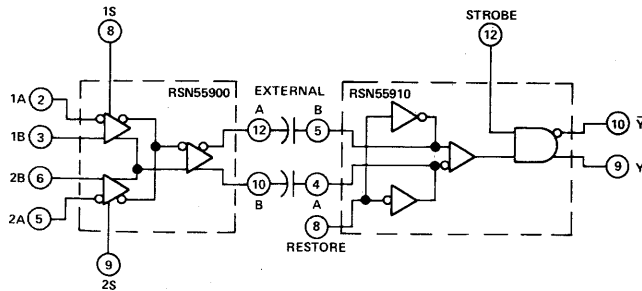 1S
8
STROBE
12
RSN55900
EXTERNAL
RSN55910
1A 2
A
B
10 Ȳ
1B 3
12
5
9 Y
2B 6
10
4
2A 5
B
A
8
RESTORE
9
2S